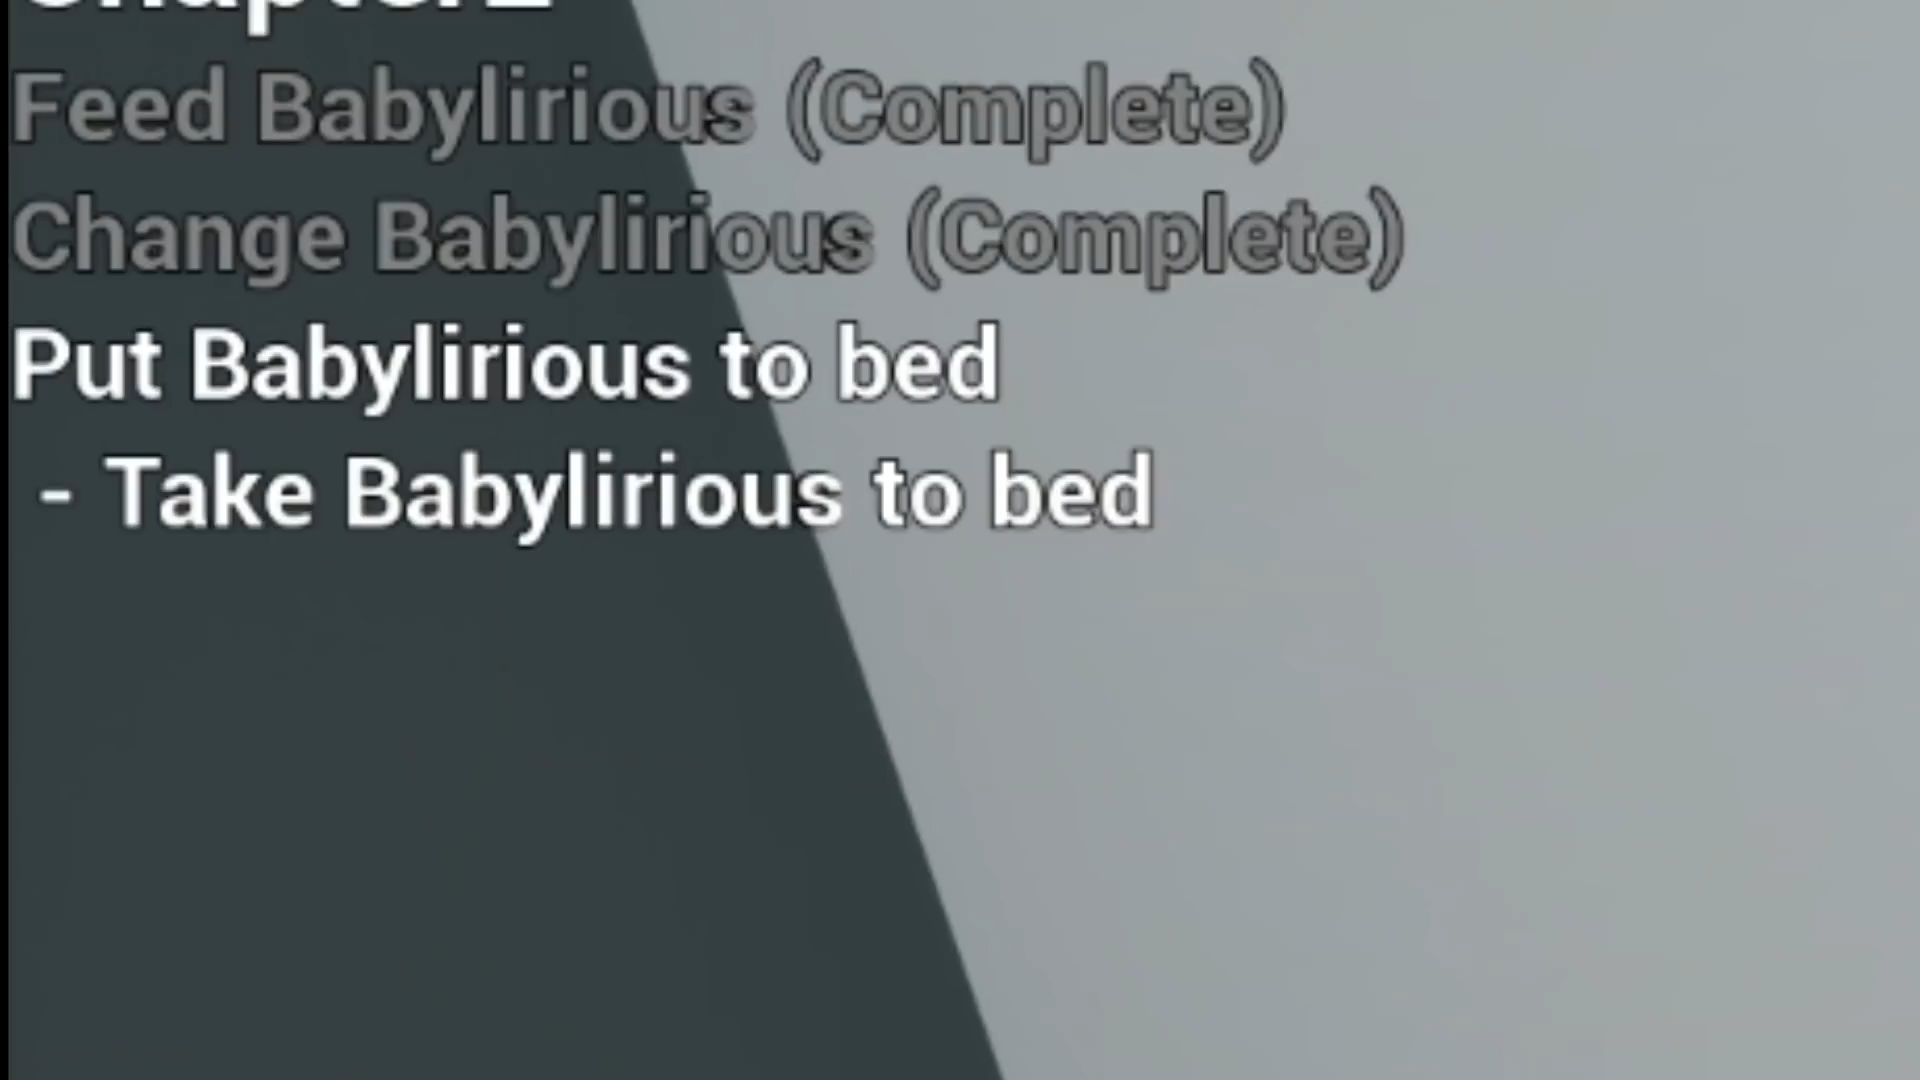 Feed Babylirious (Complete)
Change Babylirious (Complete)
Put Babylirious to bed
- Take Babylirious to bed